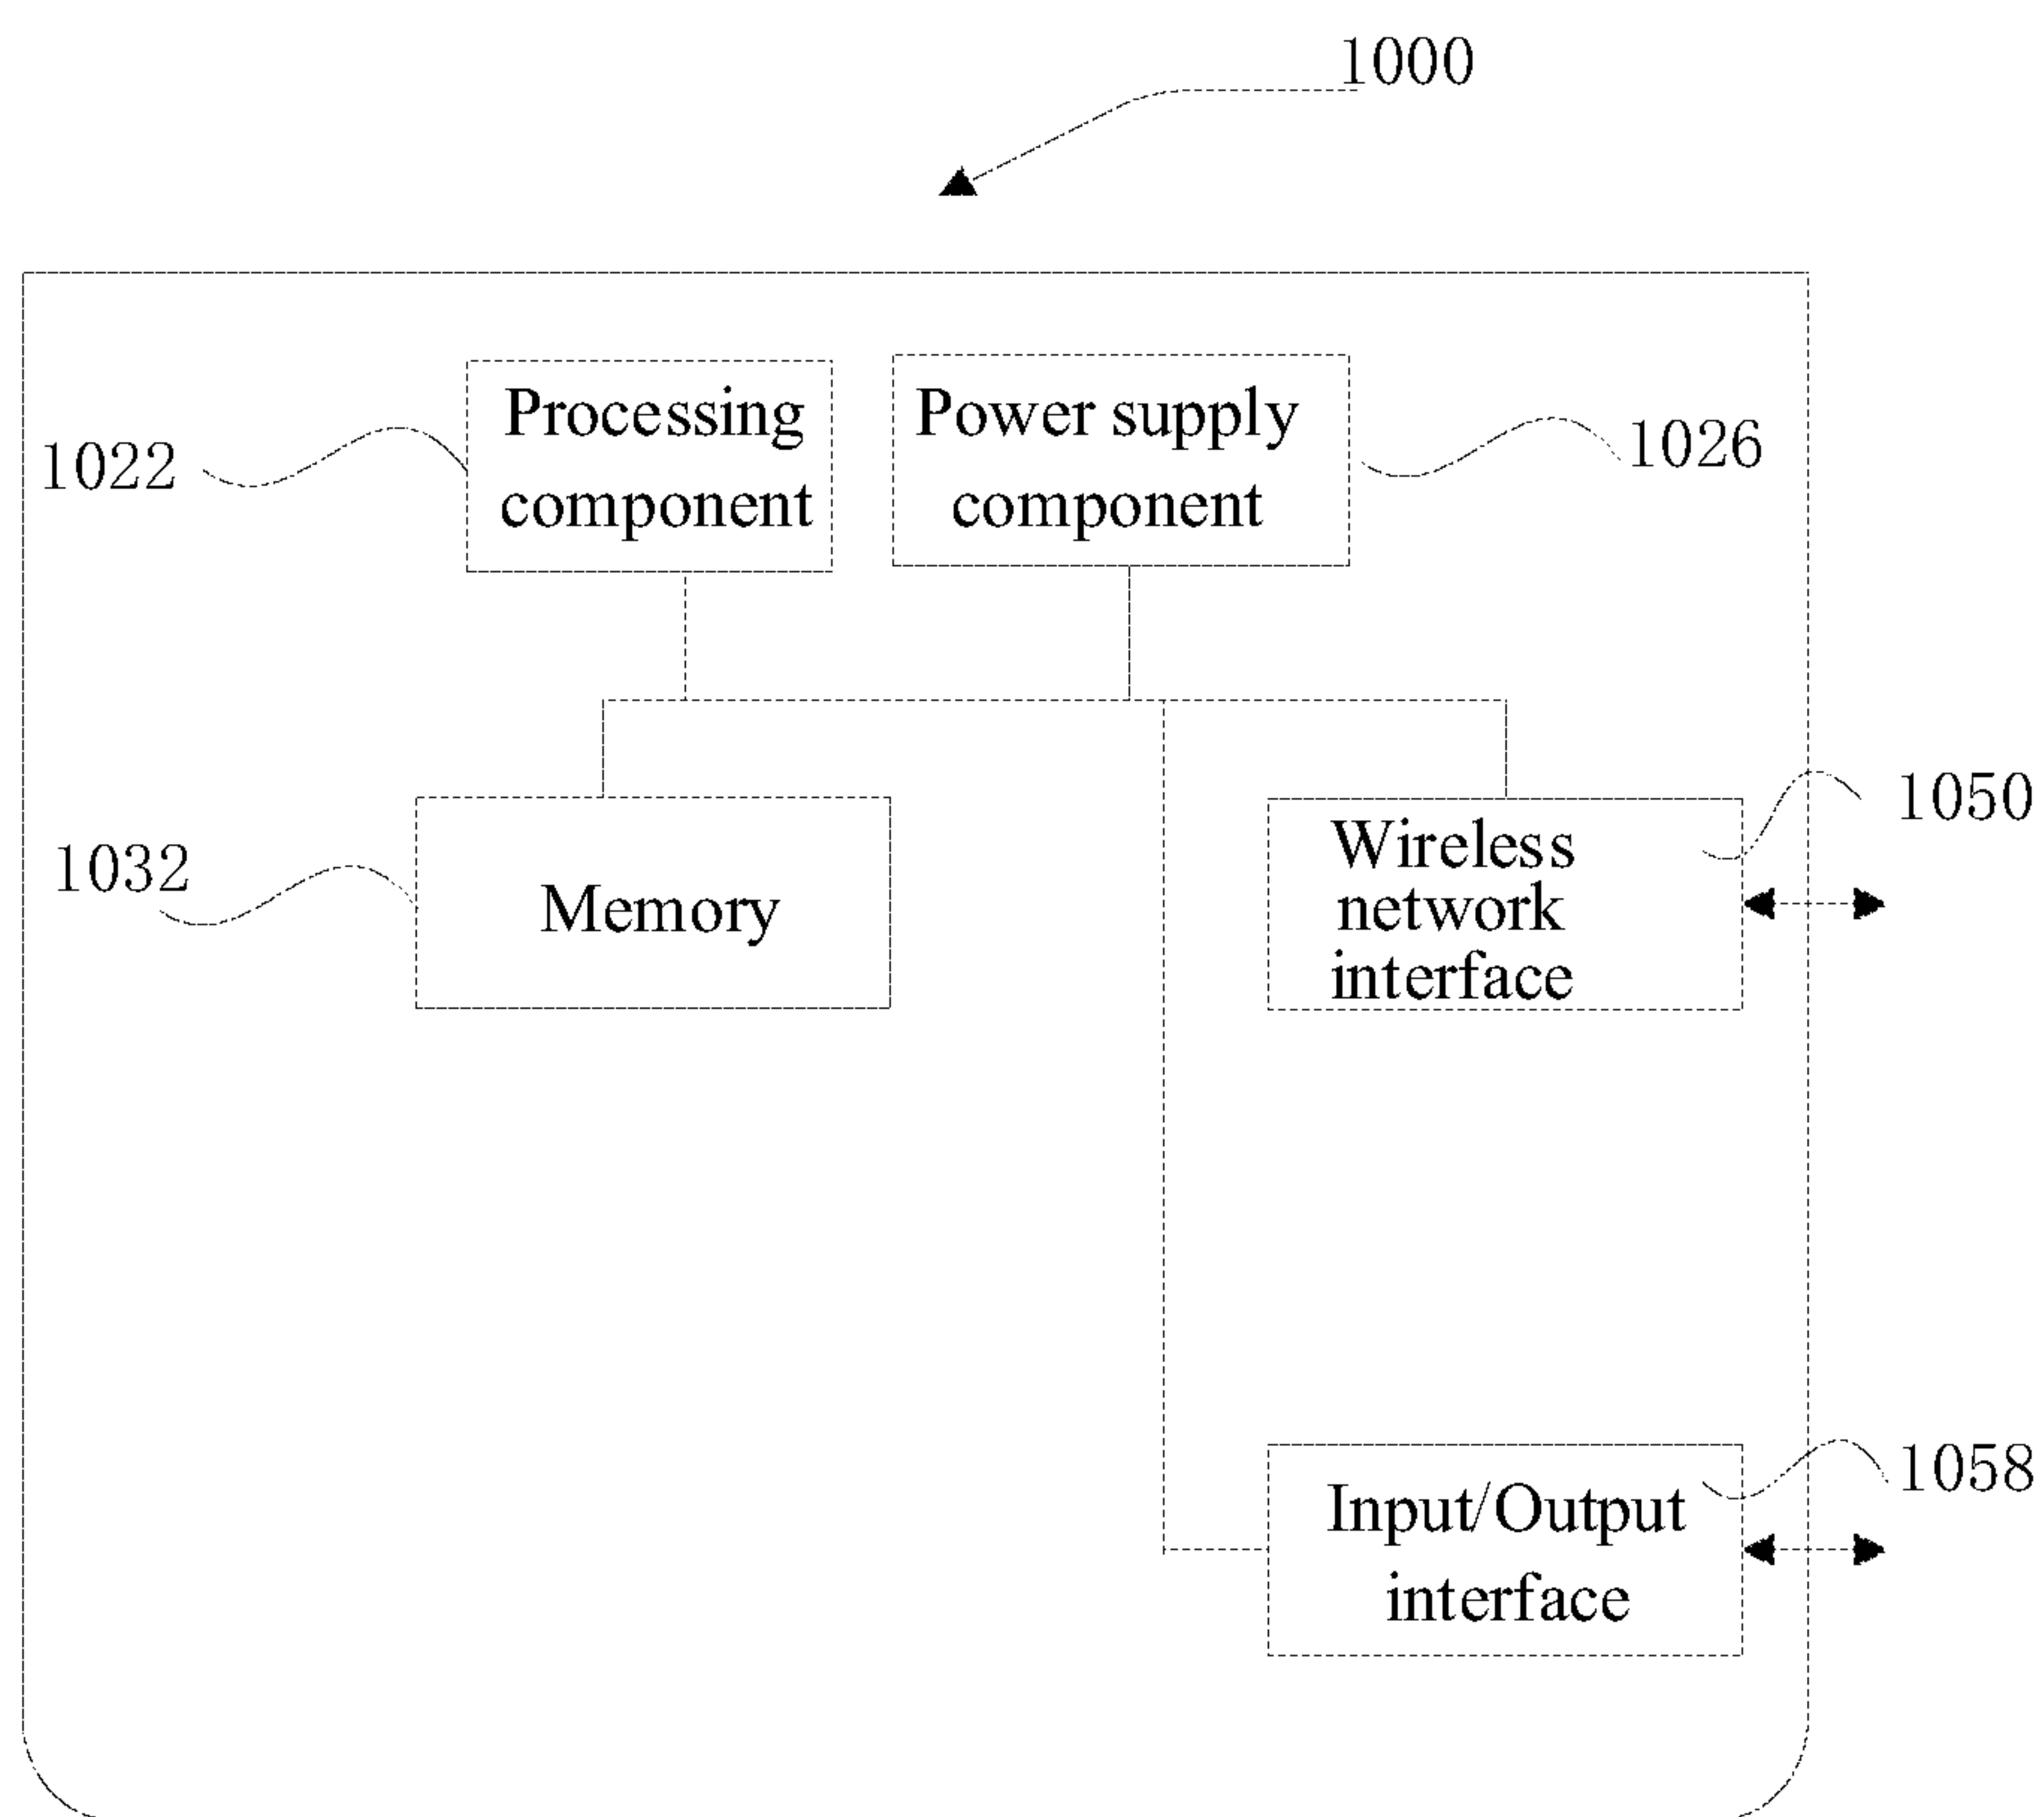 1000
Processing
component
Power supply
component
1022
1026
1032
Memory
Wireless
network
interface
1050
Input/Output
interface
1058